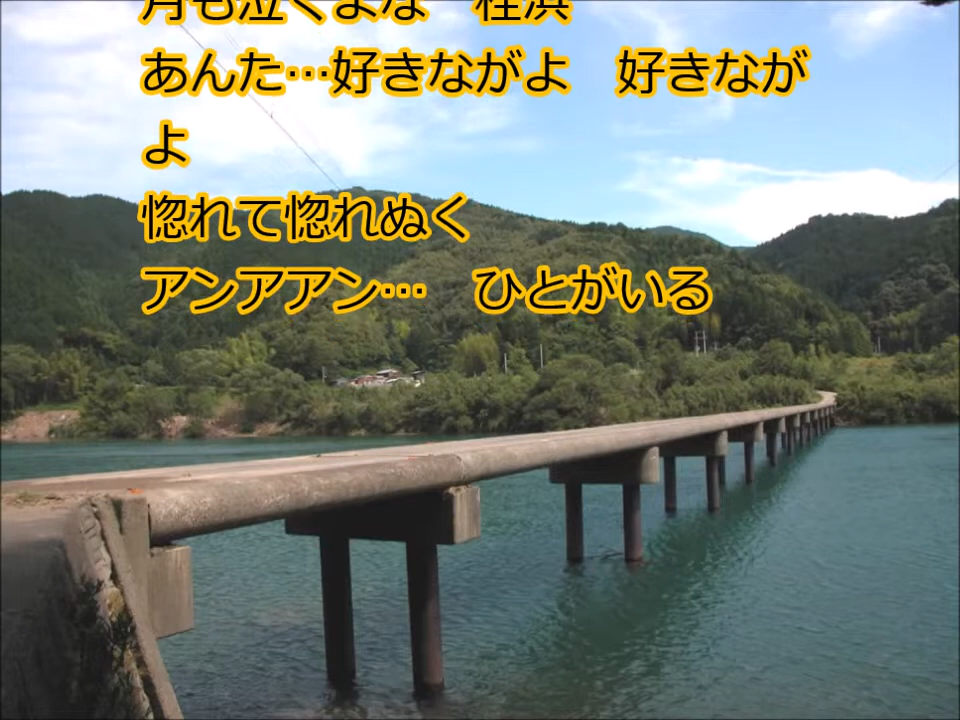 月も泣くよな　桂浜
あんた…好きながよ　好きなが
よ
惚れて惚れぬく
アンアアン…　ひとがいる